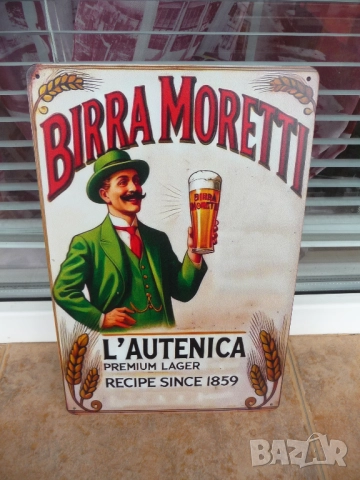 BIRRA MORETTI
BIRRA
MORETTI
L'AUTENICA
PREMIUM LAGER
RECIPE SINCE 1859
BAZAR